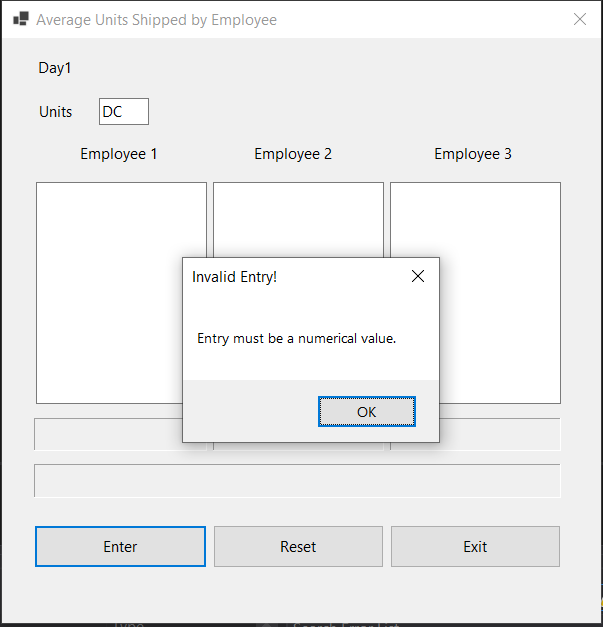 Average Units Shipped by Employee
Day1
Units DC
Employee 1 Employee 2 Employee 3
Invalid Entry!
Entry must be a numerical value.
OK
Enter Reset Exit